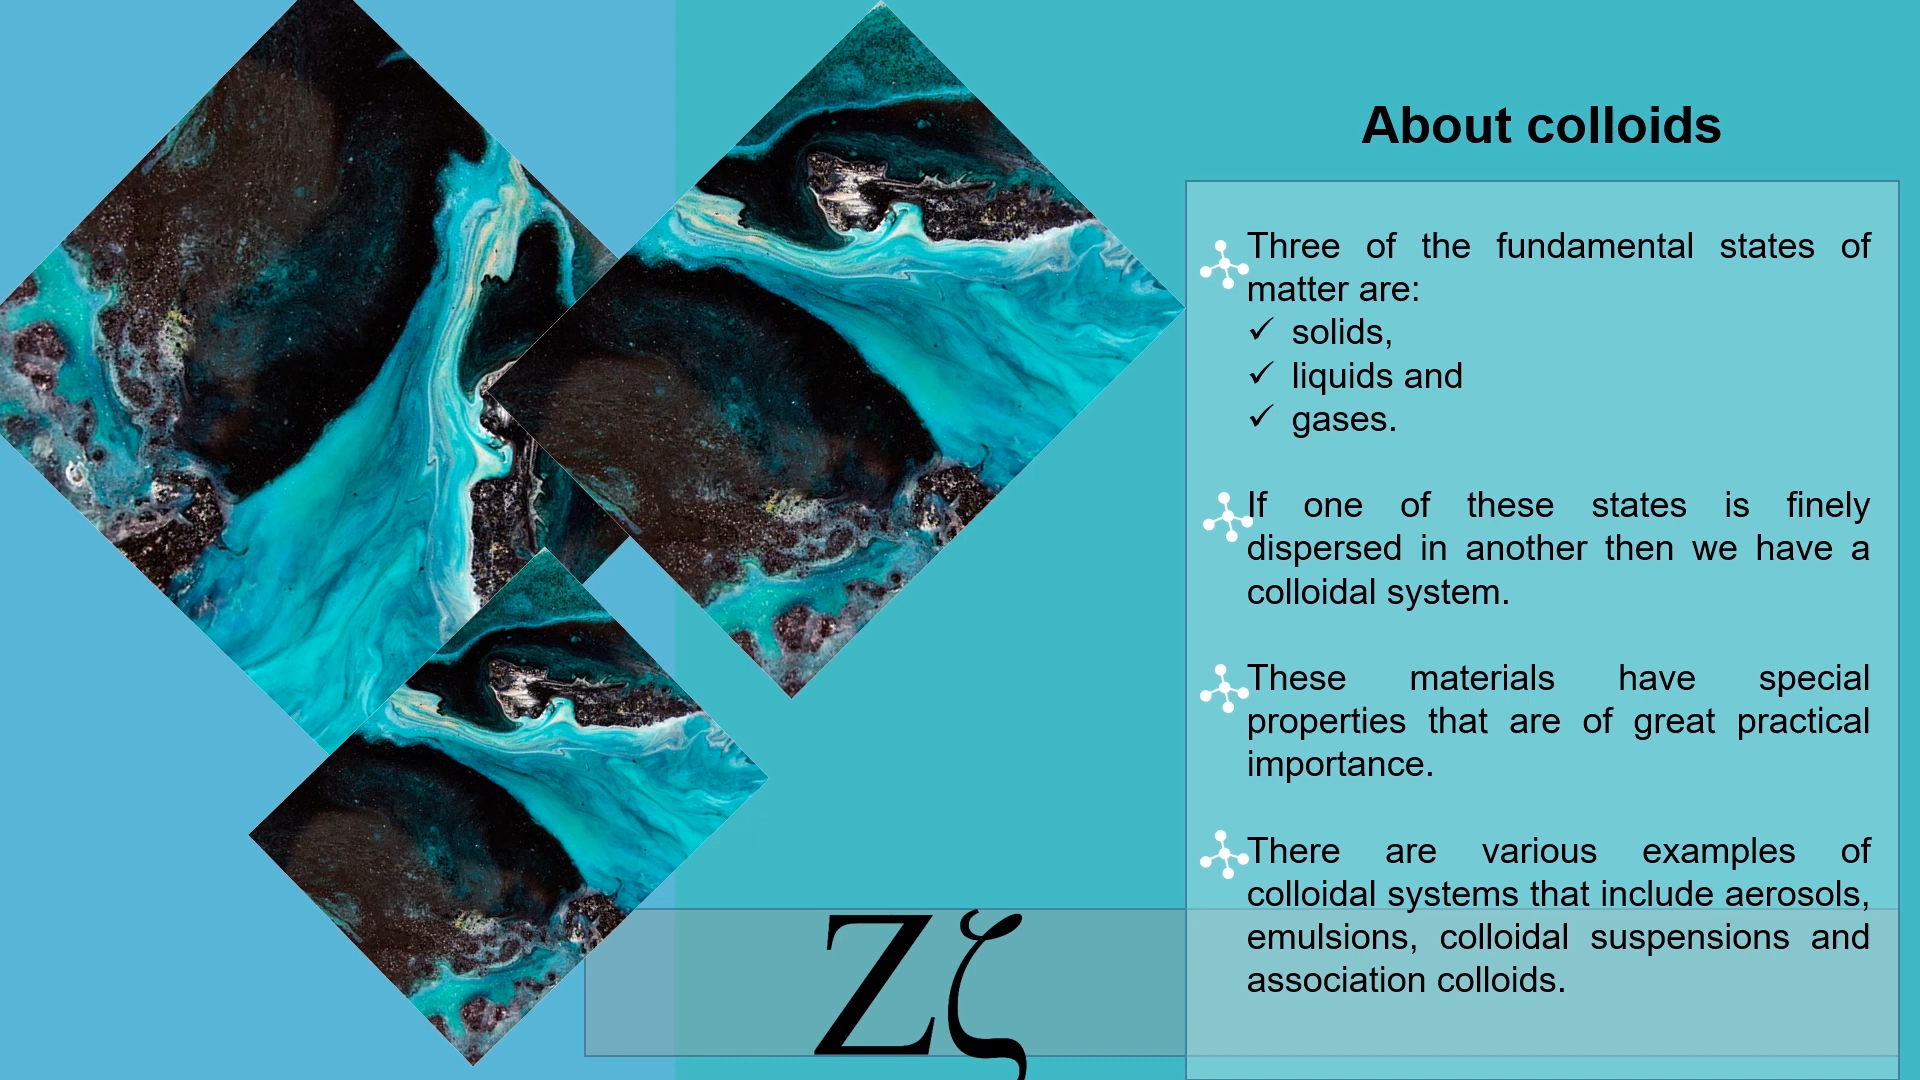 About colloids
Three of the fundamental states of
matter are:
✓ solids,
✓ liquids and
✓ gases.
If one of these states is finely
dispersed in another then we have a
colloidal system.
These materials have special
properties that are of great practical
importance.
There are various examples of
colloidal systems that include aerosols,
emulsions, colloidal suspensions and
association colloids.
Ζζ